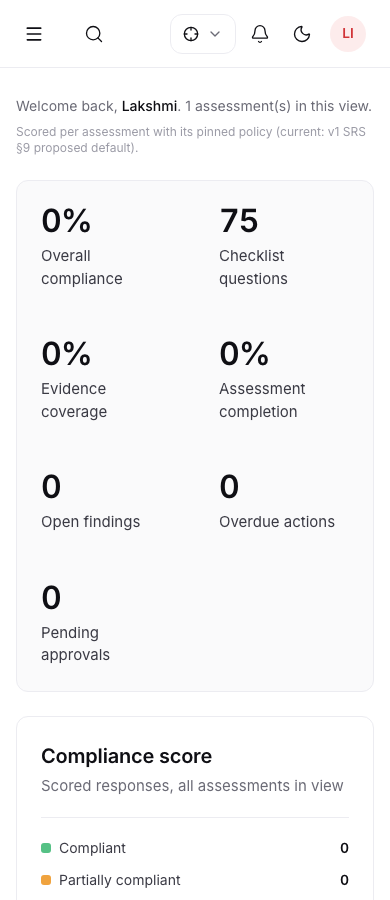 LI
Welcome back, Lakshmi. 1 assessment(s) in this view.
Scored per assessment with its pinned policy (current: v1 SRS
§9 proposed default).
0%
Overall
compliance
75
Checklist
questions
0%
Evidence
coverage
0%
Assessment
completion
0
Open findings
0
Overdue actions
0
Pending
approvals
Compliance score
Scored responses, all assessments in view
Compliant 0
Partially compliant 0